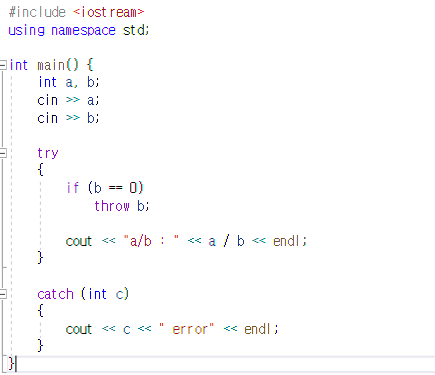 #include <iostream>
using namespace std;
int main() {
int a, b;
cin >> a;
cin >> b;
try
{
if (b == 0)
throw b;
cout << "a/b : " << a / b << endl;
}
catch (int c)
{
cout << c << " error" << endl;
}
}